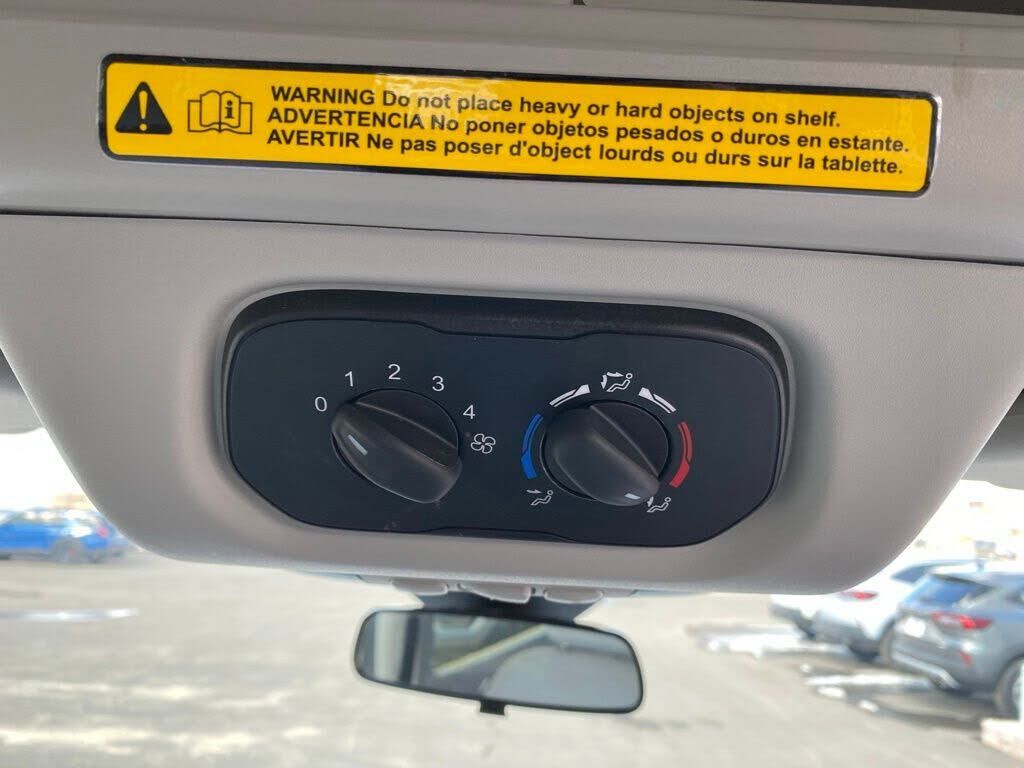 WARNING Do not place heavy or hard objects on shelf.
ADVERTENCIA No poner objetos pesados o duros en estante.
AVERTIR Ne pas poser d'object lourds ou durs sur la tablette.
0 1 2 3 4